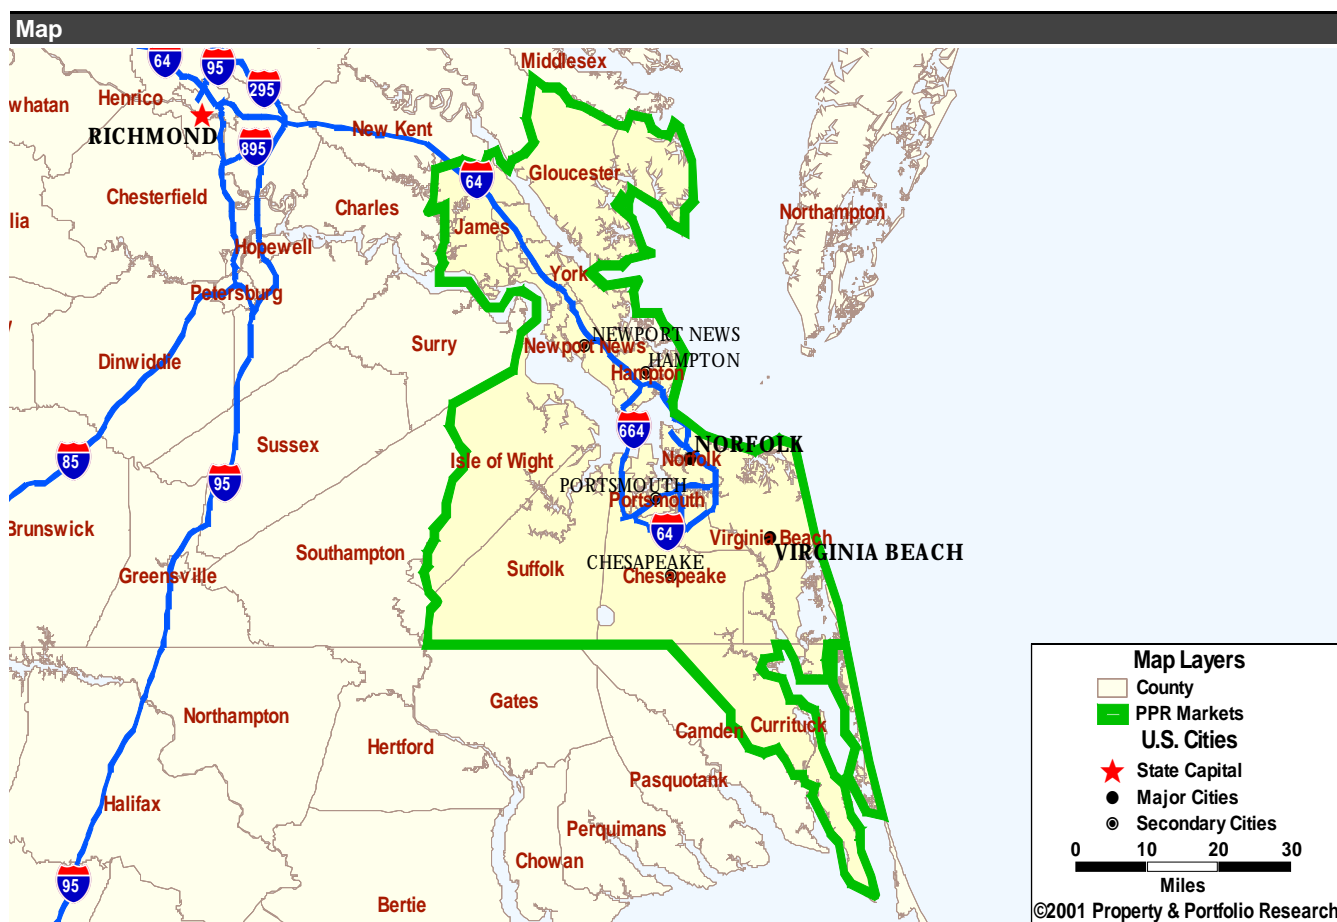 Map
Middlesex
64
95
295
whatan
Henrico
RICHMOND
New Kent
895
64
Gloucester
Chesterfield
Charles
Northampton
lia
James
Hopewell
York
Petersburg
NEWPORT NEWS
Newport News
Surry
HAMPTON
Hampton
Dinwiddie
664
NORFOLK
Norfolk
Sussex
Isle of Wight
85
95
PORTSMOUTH
Portsmouth
Brunswick
64
Virginia Beach
VIRGINIA BEACH
Southampton
CHESAPEAKE
Suffolk
Chesapeake
Greensville
Map Layers
County
PPR Markets
U.S. Cities
State Capital
Major Cities
Secondary Cities
0 10 20 30
Miles
©2001 Property & Portfolio Research
Gates
Northampton
Camden
Currituck
Hertford
Pasquotank
Halifax
Perquimans
Chowan
95
Bertie